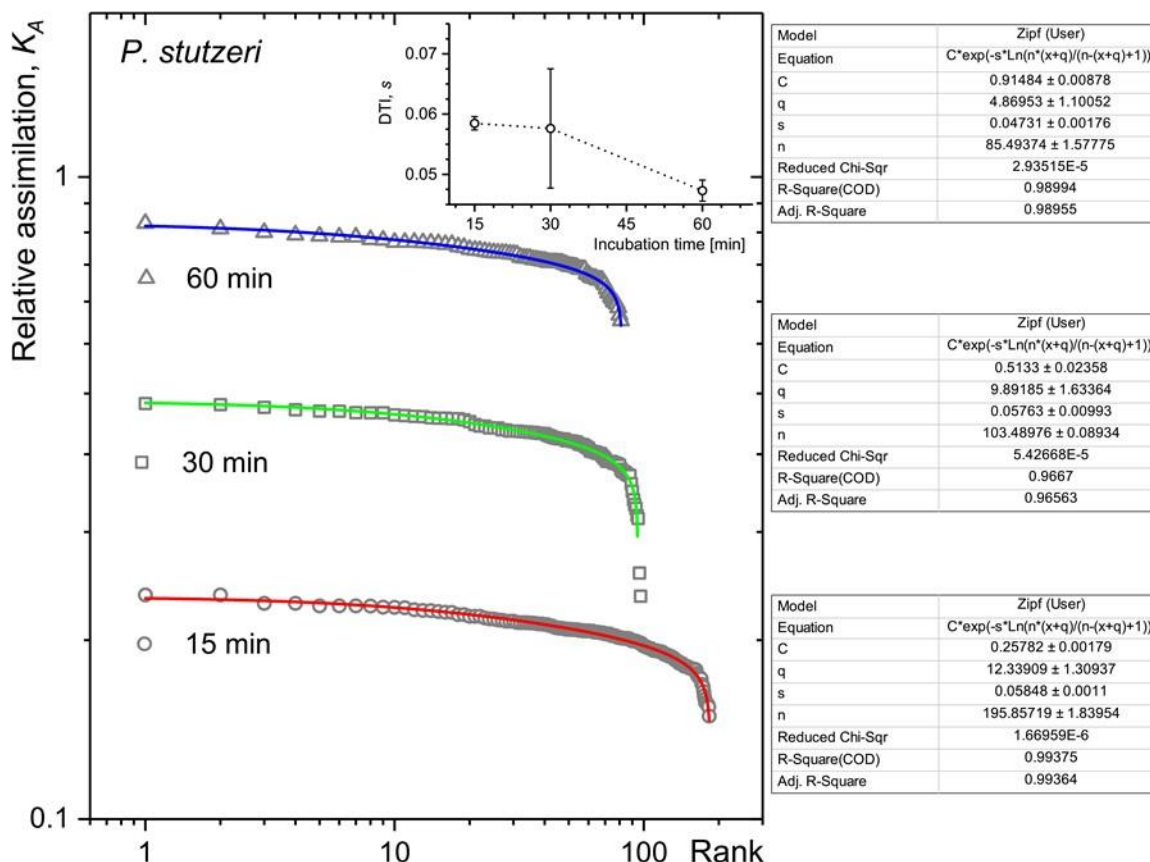 Relative assimilation, K_A
P. stutzeri
1
0.1
60 min
30 min
15 min
1
10
100
Rank
DTI, s
0.07
0.06
0.05
15
30
45
60
Incubation time [min]
Model Zipf (User)
Equation C*exp(-s*Ln(n*(x+q)/(n-(x+q)+1))
C 0.91484 ± 0.00878
q 4.86953 ± 1.10052
s 0.04731 ± 0.00176
n 85.49374 ± 1.57775
Reduced Chi-Sqr 2.93515E-5
R-Square(COD) 0.98994
Adj. R-Square 0.98955
Model Zipf (User)
Equation C*exp(-s*Ln(n*(x+q)/(n-(x+q)+1))
C 0.5133 ± 0.02358
q 9.89185 ± 1.63364
s 0.05763 ± 0.00993
n 103.48976 ± 0.08934
Reduced Chi-Sqr 5.42668E-5
R-Square(COD) 0.9667
Adj. R-Square 0.96563
Model Zipf (User)
Equation C*exp(-s*Ln(n*(x+q)/(n-(x+q)+1))
C 0.25782 ± 0.00179
q 12.33909 ± 1.30937
s 0.05848 ± 0.0011
n 195.85719 ± 1.83954
Reduced Chi-Sqr 1.66959E-6
R-Square(COD) 0.99375
Adj. R-Square 0.99364